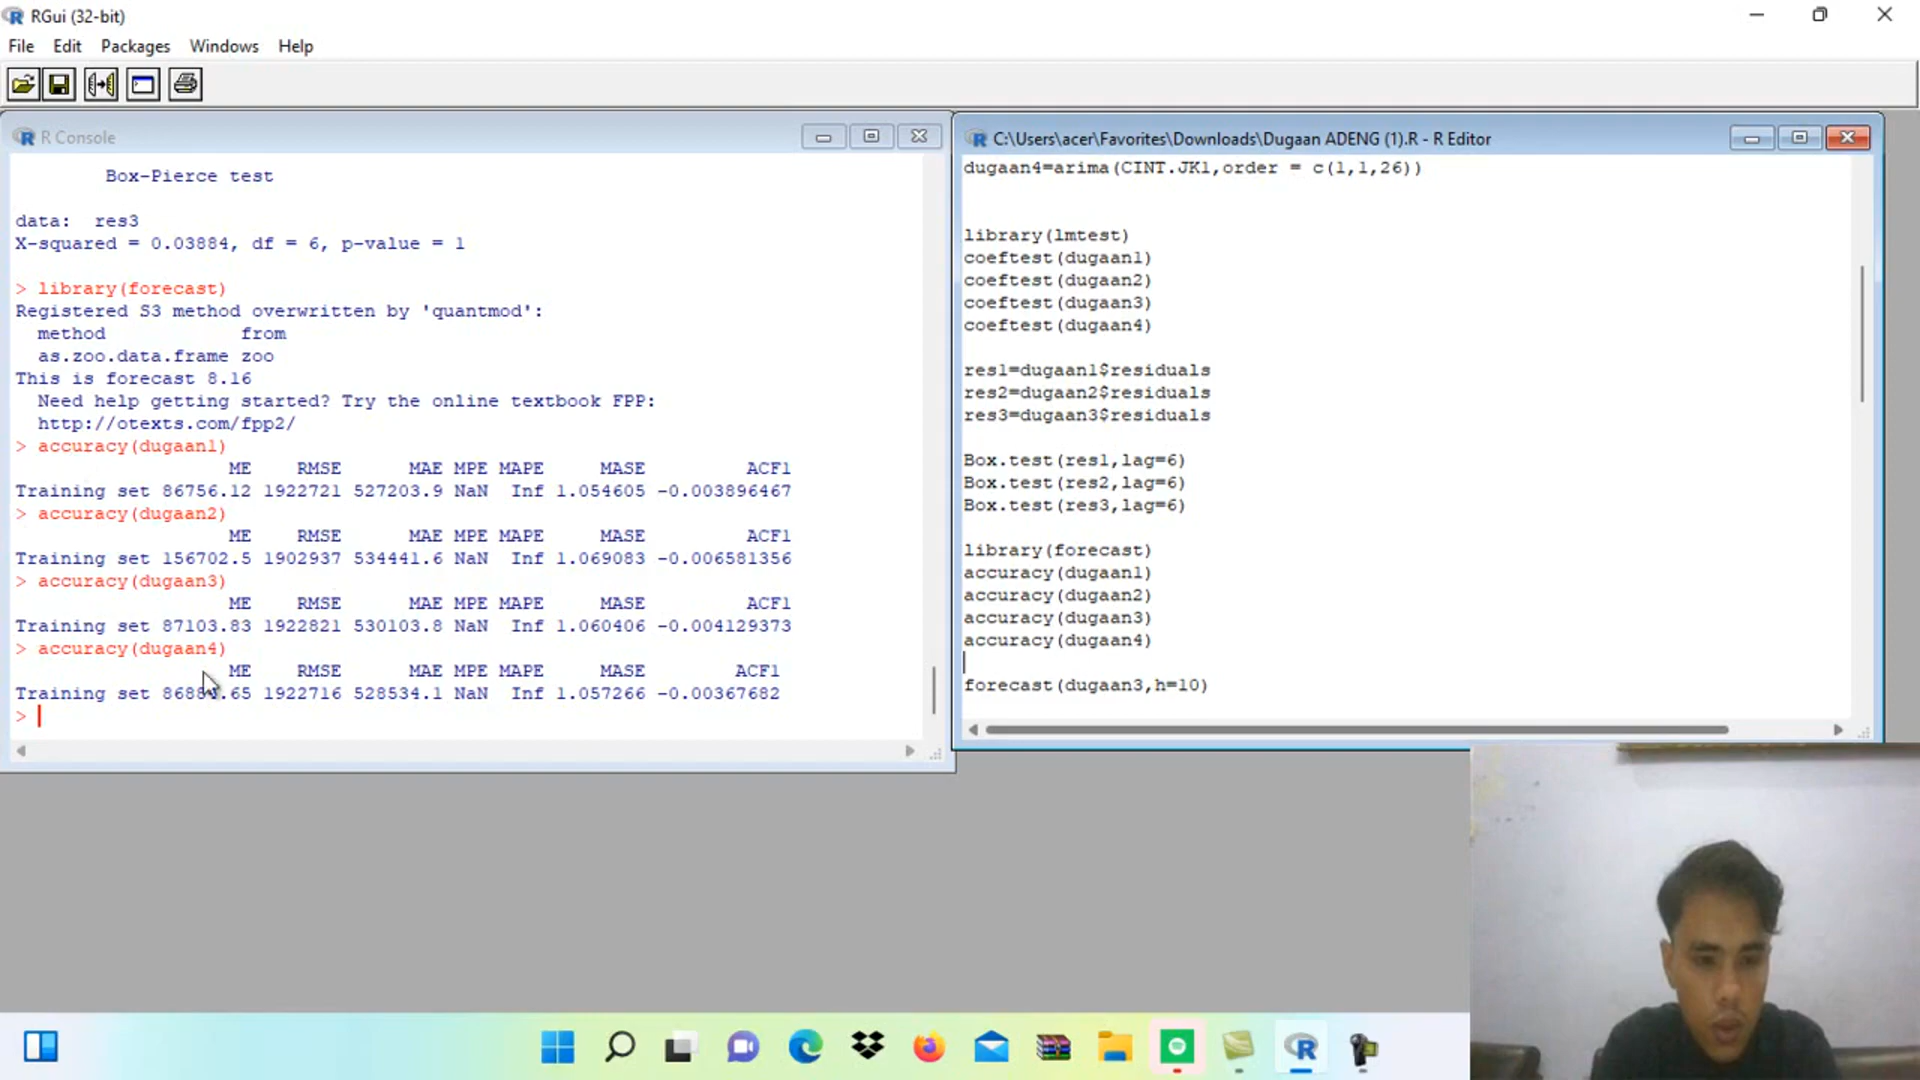 RGui (32-bit)
File Edit Packages Windows Help
R Console
Box-Pierce test
data:  res3
X-squared = 0.03884, df = 6, p-value = 1
> library(forecast)
Registered S3 method overwritten by 'quantmod':
method from
as.zoo.data.frame zoo
This is forecast 8.16
Need help getting started? Try the online textbook FPP:
http://otexts.com/fpp2/
> accuracy(dugaan1)
ME RMSE MAE MPE MAPE MASE ACF1
Training set 86756.12 1922721 527203.9 NaN Inf 1.054605 -0.003896467
> accuracy(dugaan2)
ME RMSE MAE MPE MAPE MASE ACF1
Training set 156702.5 1902937 534441.6 NaN Inf 1.069083 -0.006581356
> accuracy(dugaan3)
ME RMSE MAE MPE MAPE MASE ACF1
Training set 87103.83 1922821 530103.8 NaN Inf 1.060406 -0.004129373
> accuracy(dugaan4)
ME RMSE MAE MPE MAPE MASE ACF1
Training set 1922716 528534.1 NaN Inf 1.057266 -0.00367682
>
C:\Users\acer\Favorites\Downloads\Dugaan ADENG (1).R - R Editor
dugaan4=arima(CINT.JK1,order = c(1,1,26))
library(lmtest)
coeftest(dugaan1)
coeftest(dugaan2)
coeftest(dugaan3)
coeftest(dugaan4)
res1=dugaan1$residuals
res2=dugaan2$residuals
res3=dugaan3$residuals
Box.test(res1,lag=6)
Box.test(res2,lag=6)
Box.test(res3,lag=6)
library(forecast)
accuracy(dugaan1)
accuracy(dugaan2)
accuracy(dugaan3)
accuracy(dugaan4)
forecast(dugaan3,h=10)